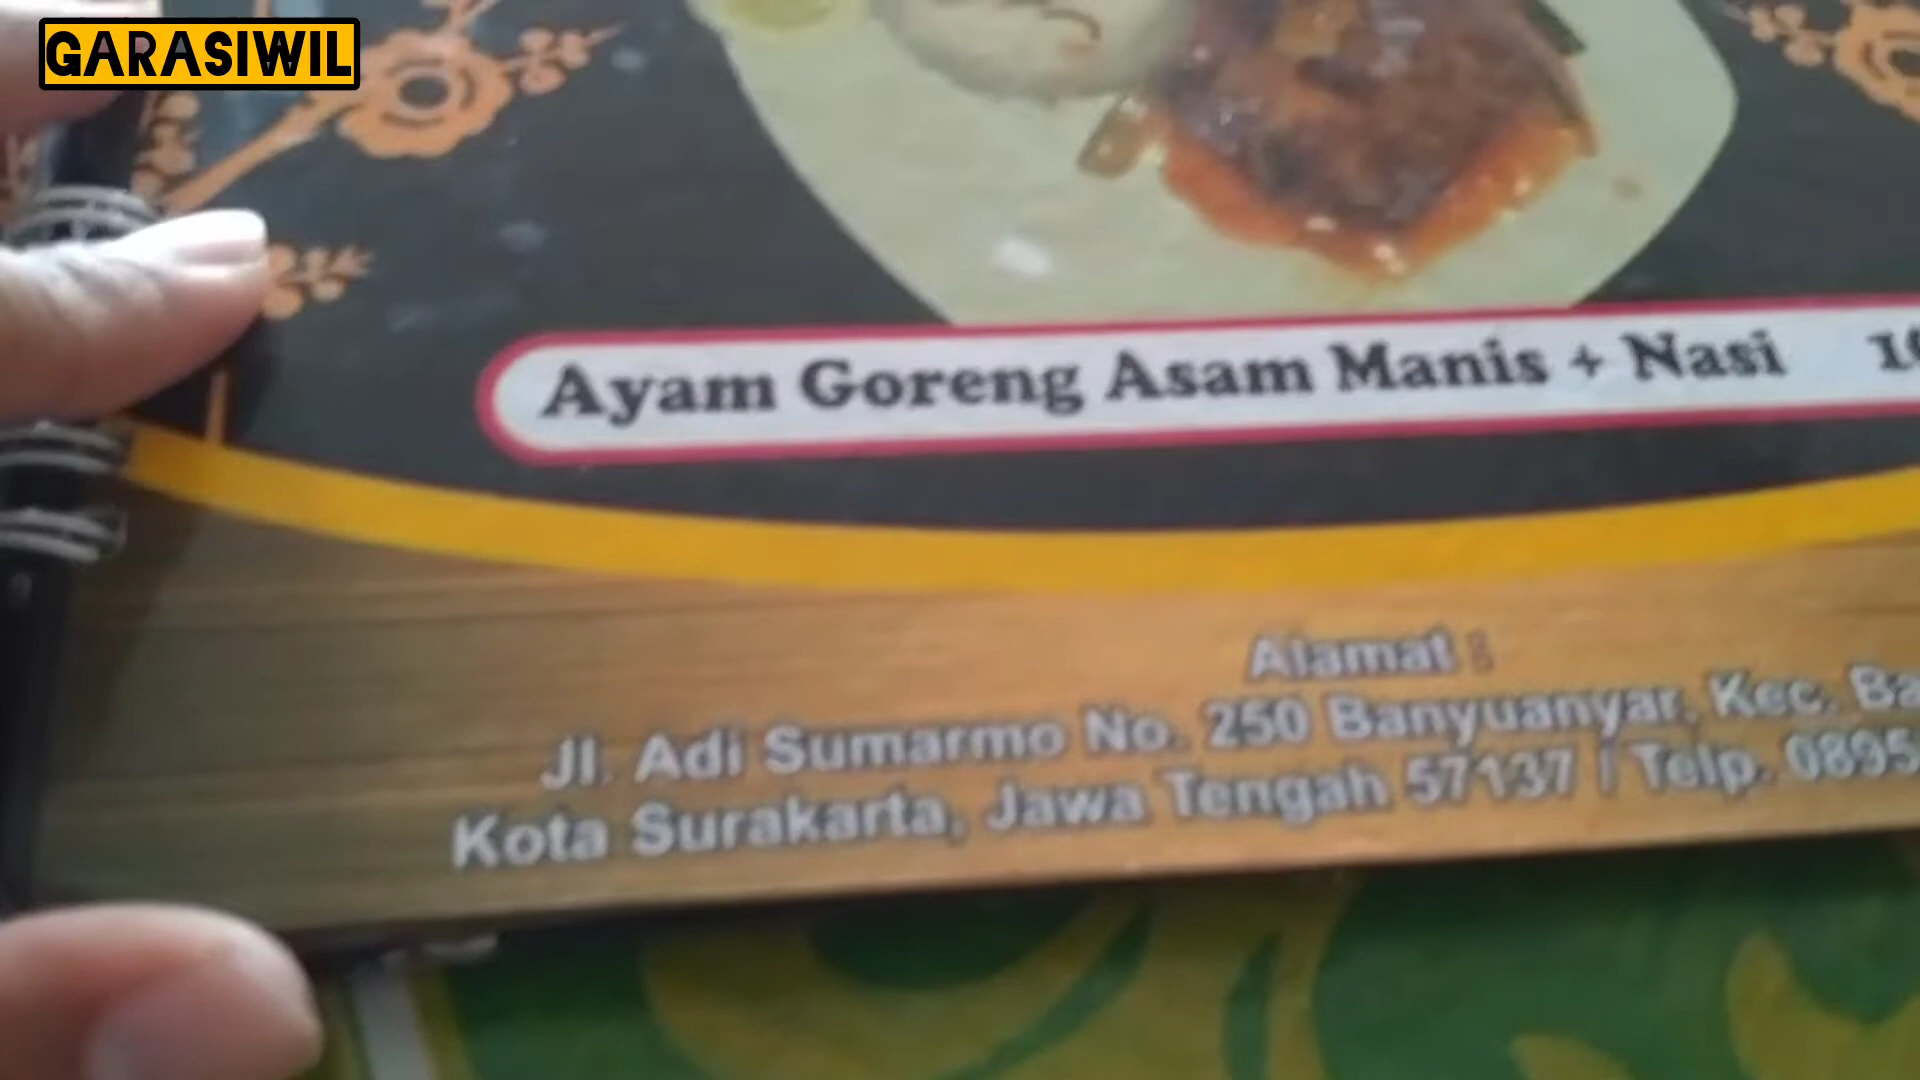 GARASIWIL
Ayam Goreng Asam Manis + Nasi
Alamat :
Jl. Adi Sumarmo No. 250 Banyuanyar, Kec.
Kota Surakarta, Jawa Tengah 57137 / Telp. 0895